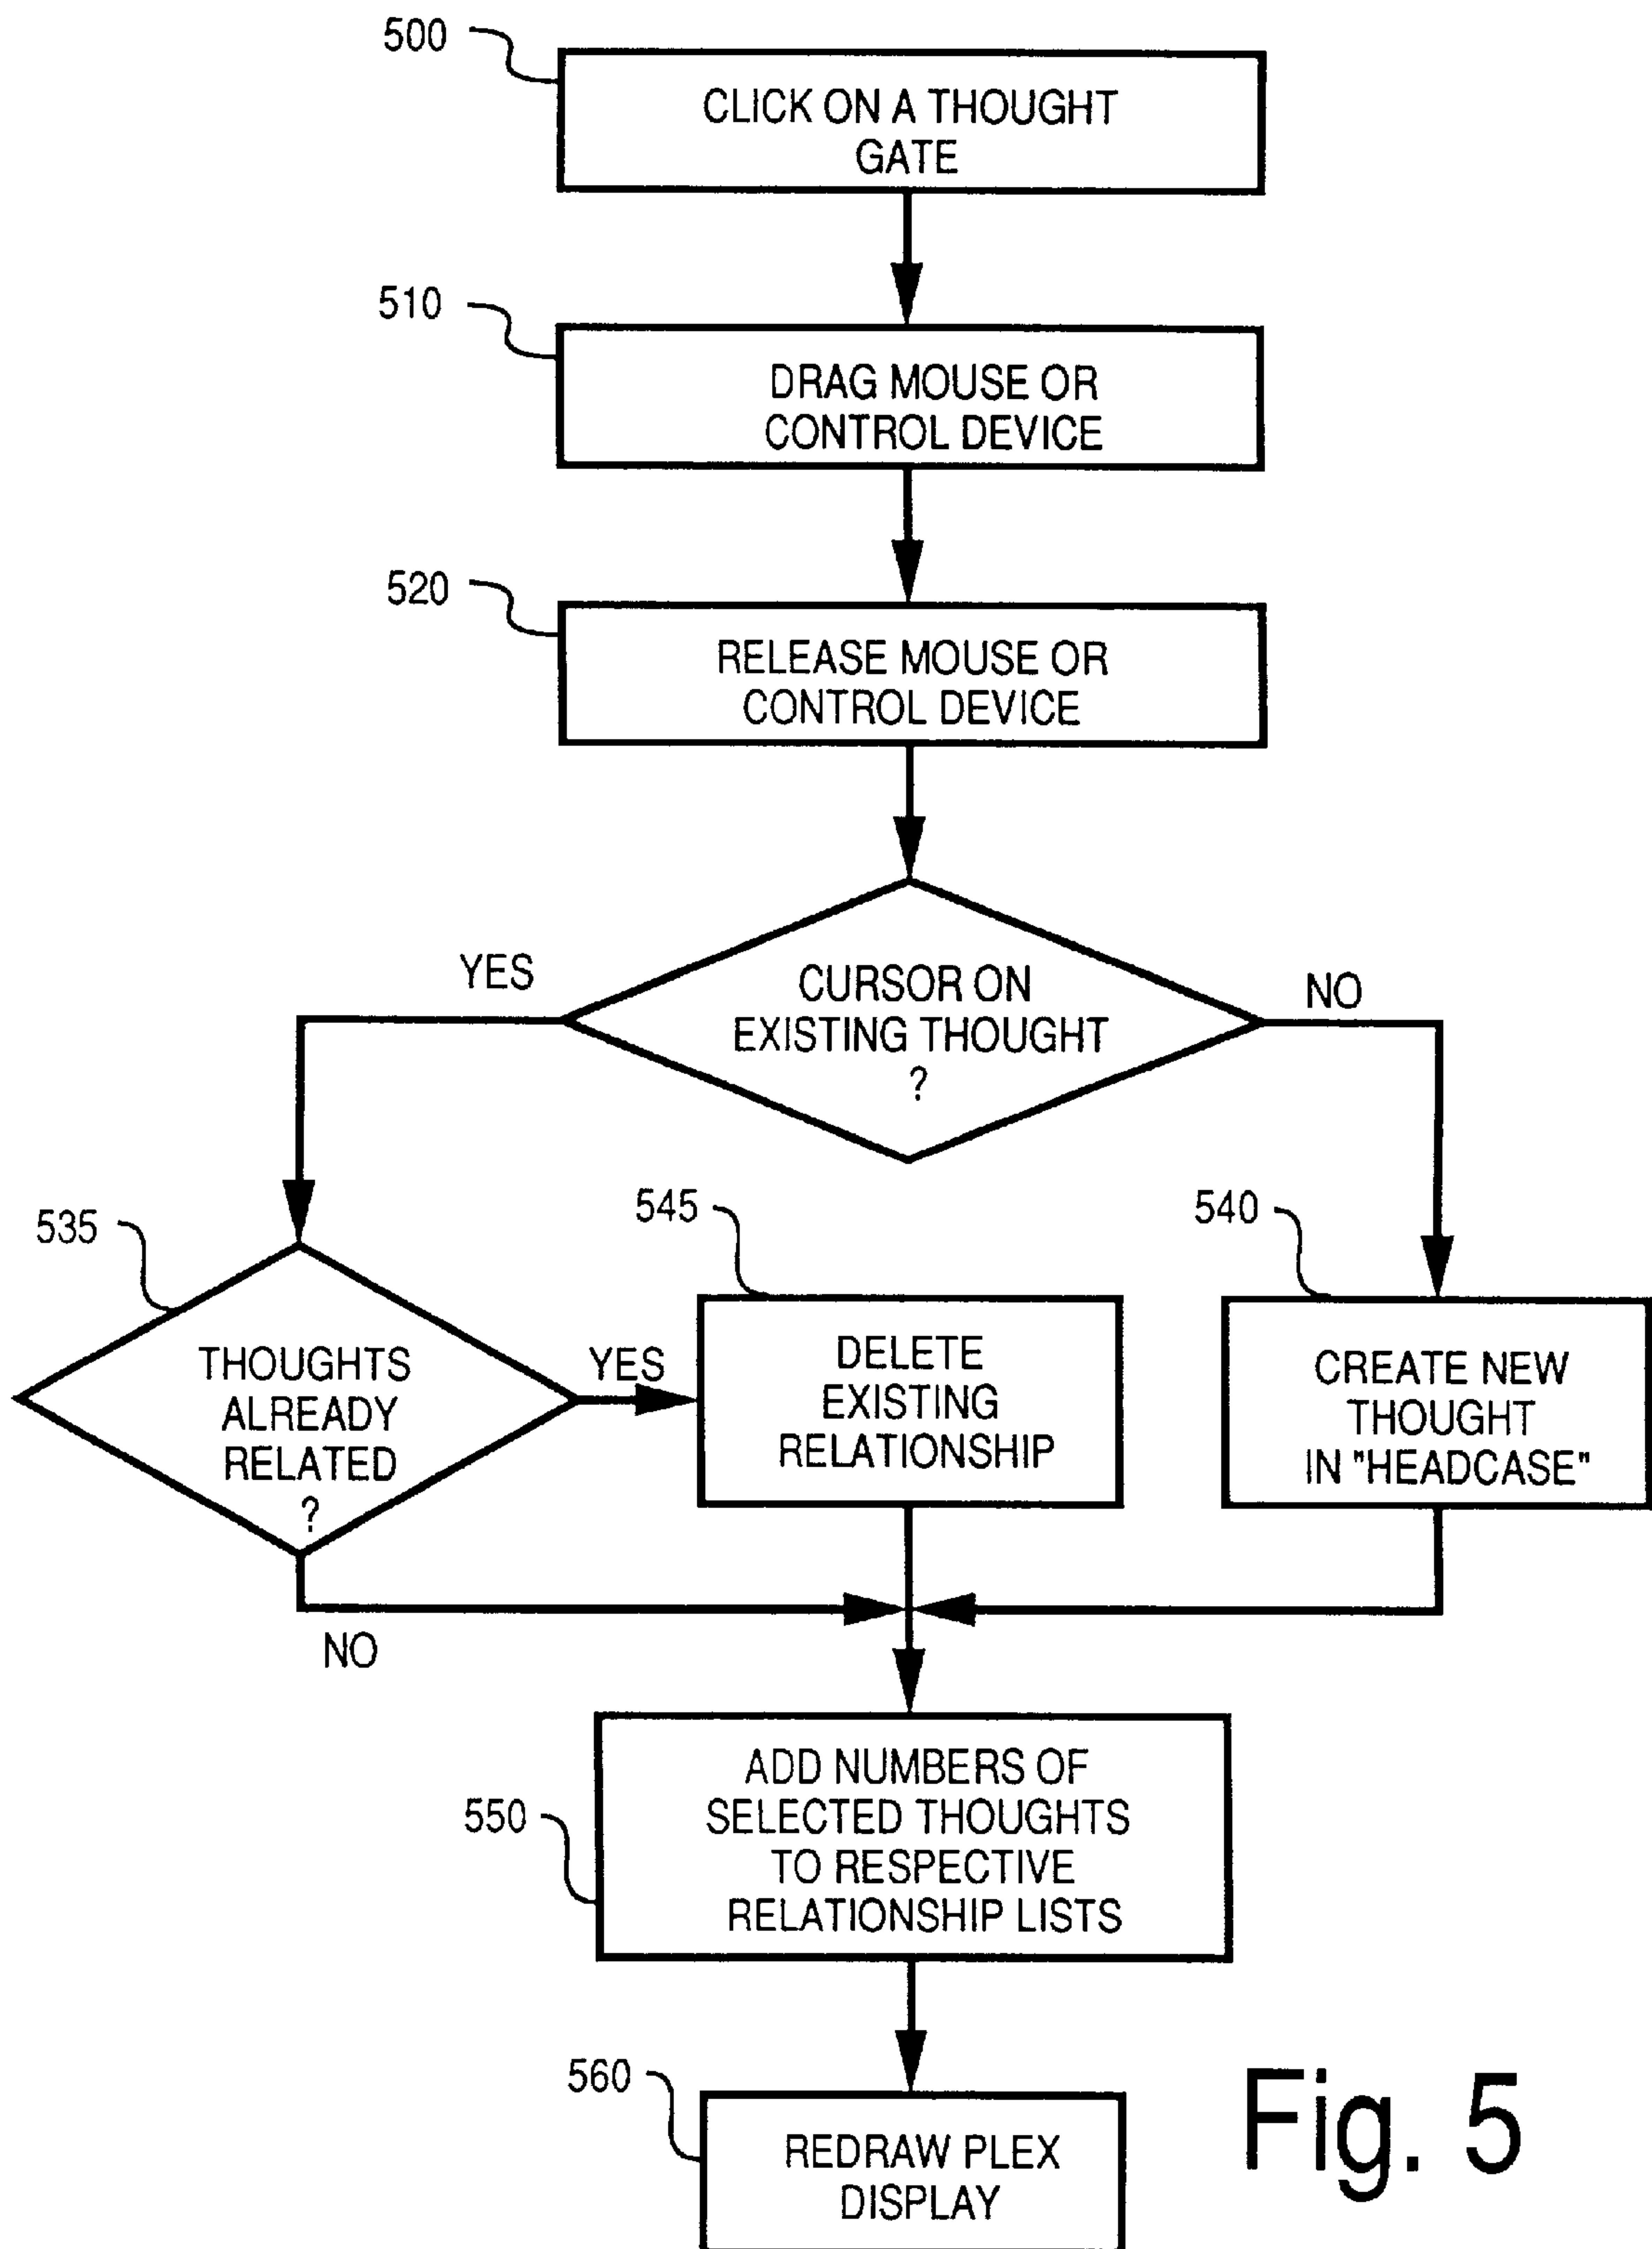 500
CLICK ON A THOUGHT
GATE
510
DRAG MOUSE OR
CONTROL DEVICE
520
RELEASE MOUSE OR
CONTROL DEVICE
YES
CURSOR ON
EXISTING THOUGHT
?
NO
535
545
540
THOUGHTS
ALREADY
RELATED
?
YES
DELETE
EXISTING
RELATIONSHIP
CREATE NEW
THOUGHT
IN "HEADCASE"
NO
550
ADD NUMBERS OF
SELECTED THOUGHTS
TO RESPECTIVE
RELATIONSHIP LISTS
560
REDRAW PLEX
DISPLAY
Fig. 5